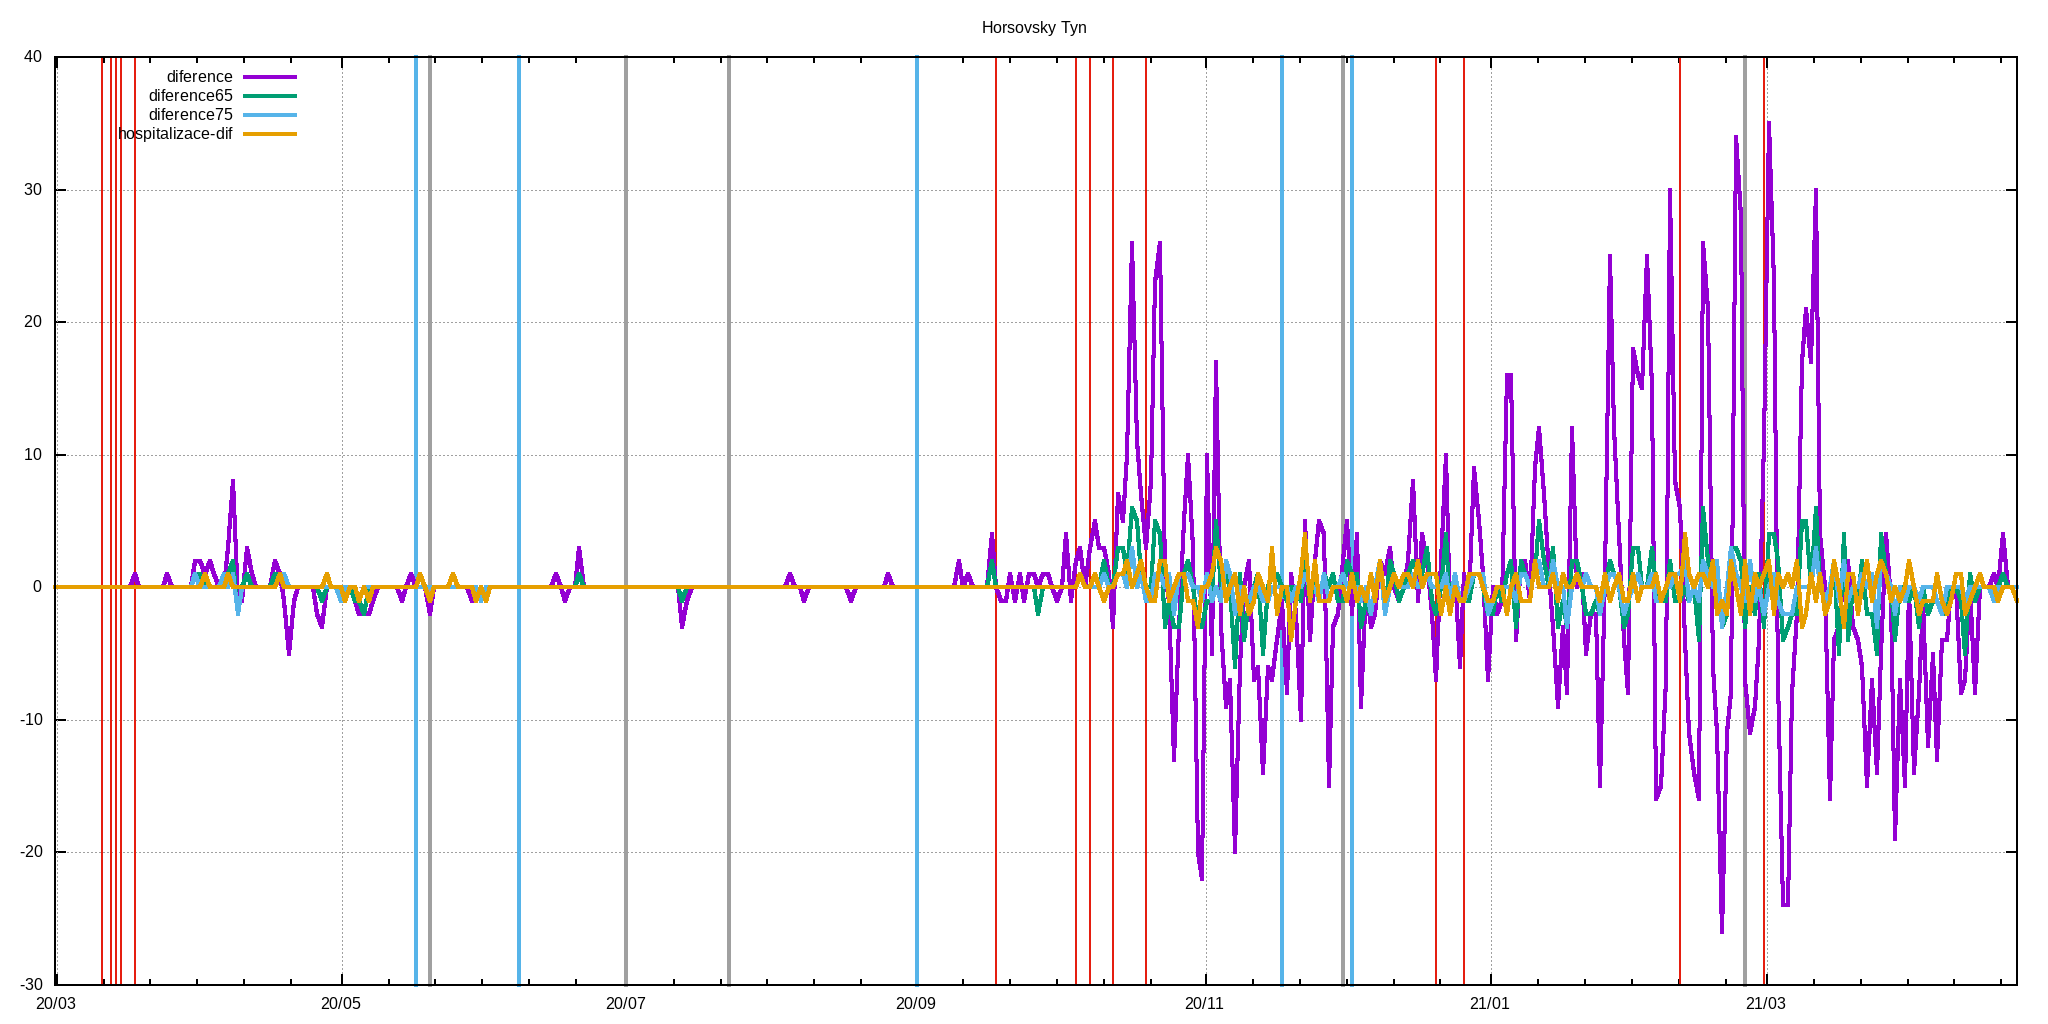 Horsovsky Tyn
40
diference
diference65
diference75
hospitalizace-dif
30
20
10
0
-10
-20
-30
20/03 20/05 20/07 20/09 20/11 21/01 21/03